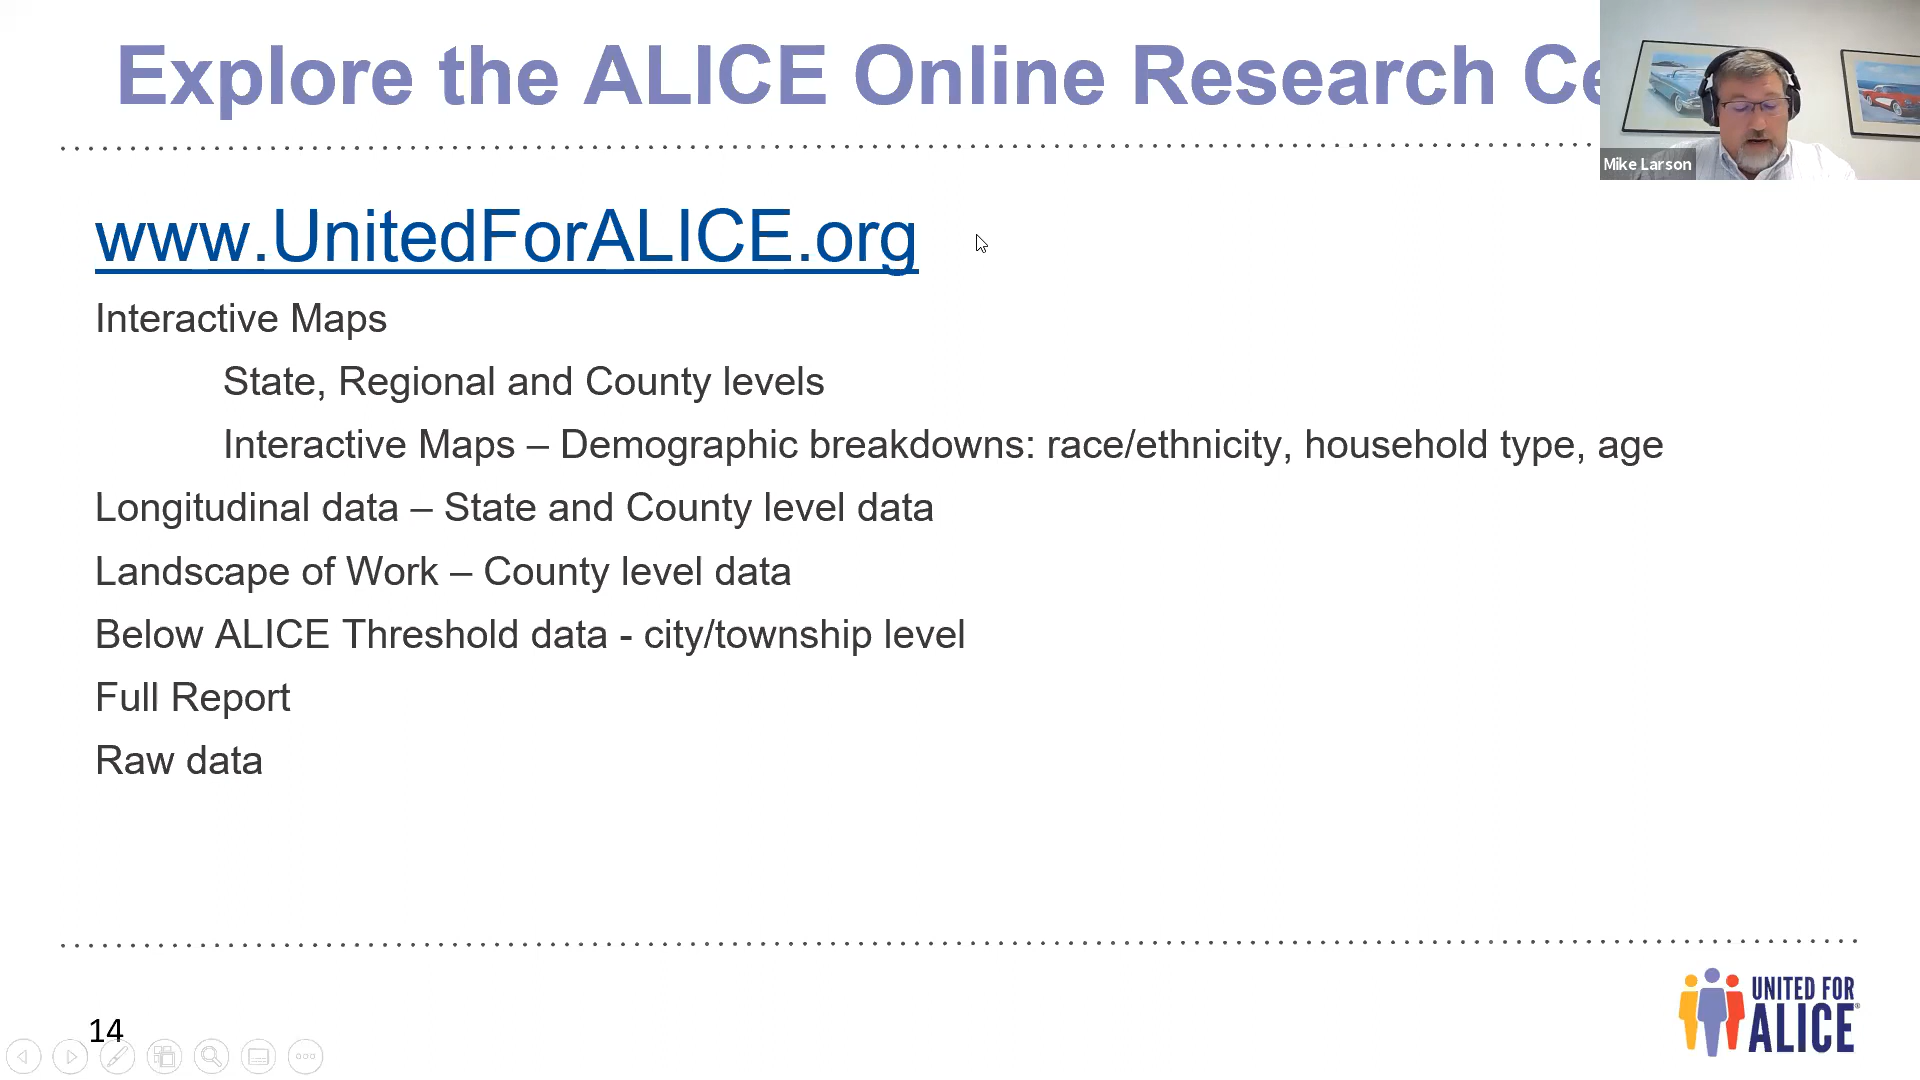 Explore the ALICE Online Research
Mike Larson
www.UnitedForALICE.org
Interactive Maps
State, Regional and County levels
Interactive Maps – Demographic breakdowns: race/ethnicity, household type, age
Longitudinal data – State and County level data
Landscape of Work – County level data
Below ALICE Threshold data - city/township level
Full Report
Raw data
14
UNITED FOR
ALICE®